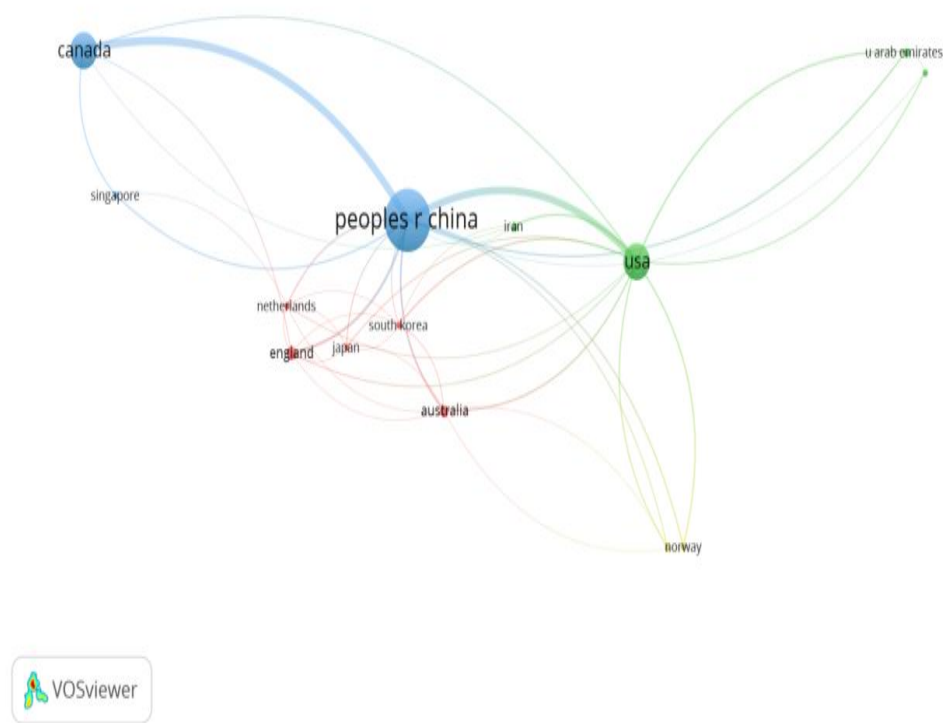 canada
u arab emirates
singapore
peoples r china
iran
usa
netherlands
south korea
japan
england
australia
norway
VOSviewer